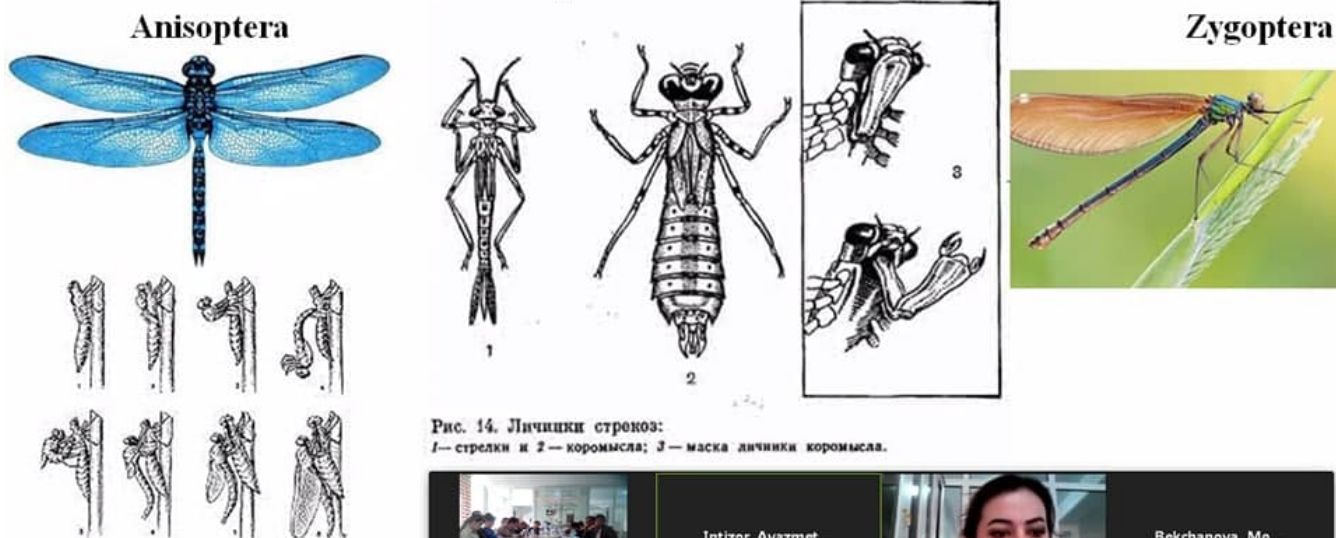 Anisoptera
Zygoptera
3
1
2
Рис. 14. Личинки стрекоз:
1— стрелки и 2 — коромысла; 3 — маска личинки коромысла.
Intizor Ayazmet
Bekchanova Mo